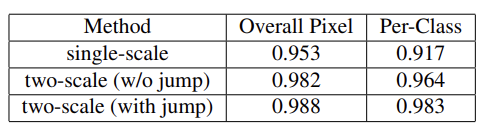 Method Overall Pixel Per-Class
single-scale 0.953 0.917
two-scale (w/o jump) 0.982 0.964
two-scale (with jump) 0.988 0.983